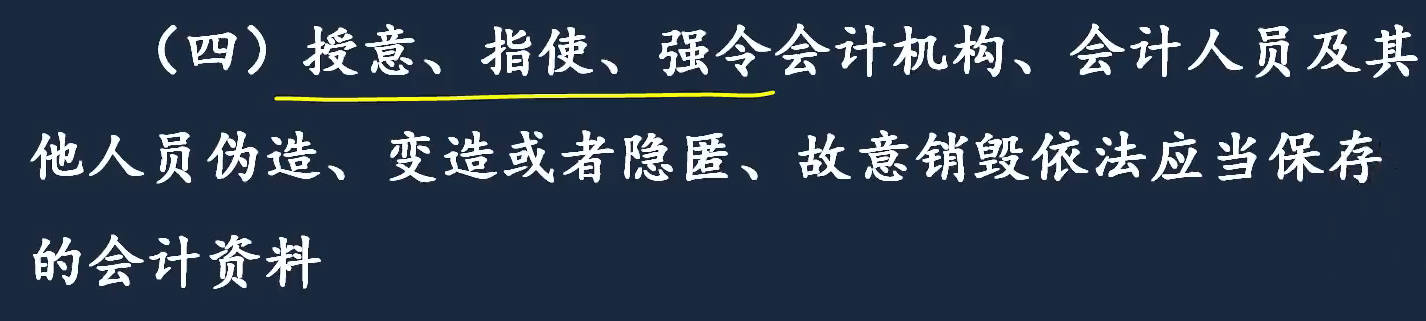 （四）授意、指使、强令会计机构、会计人员及其
他人员伪造、变造或者隐匿、故意销毁依法应当保存
的会计资料